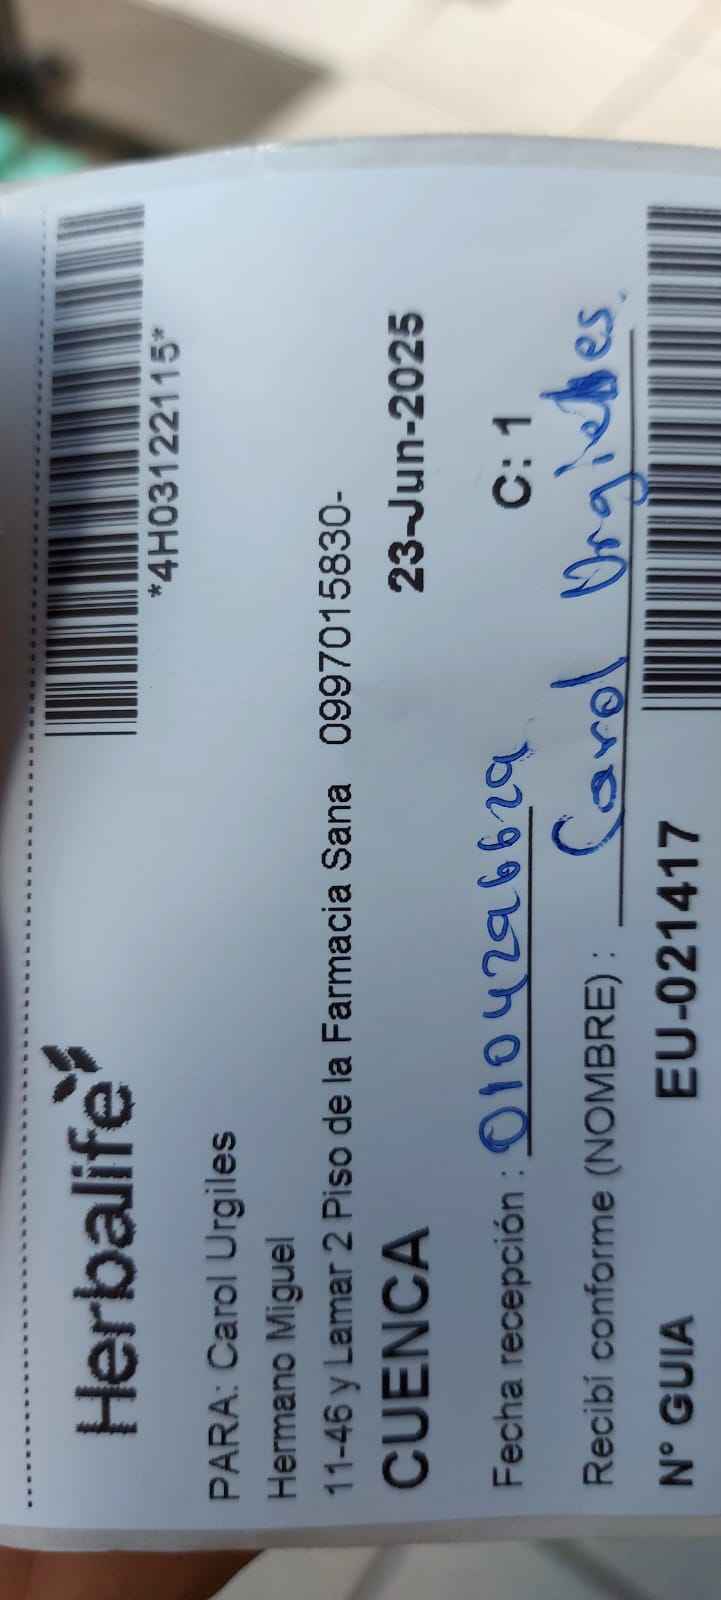 Herbalife
*4H03122115*
PARA: Carol Urgiles
Hermano Miguel
11-46 y Lamar 2 Piso de la Farmacia Sana 0997015830-
CUENCA 23-Jun-2025
Fecha recepción : 0104296629 C: 1
Recibí conforme (NOMBRE) : Carol Urgiles.
N° GUIA EU-021417